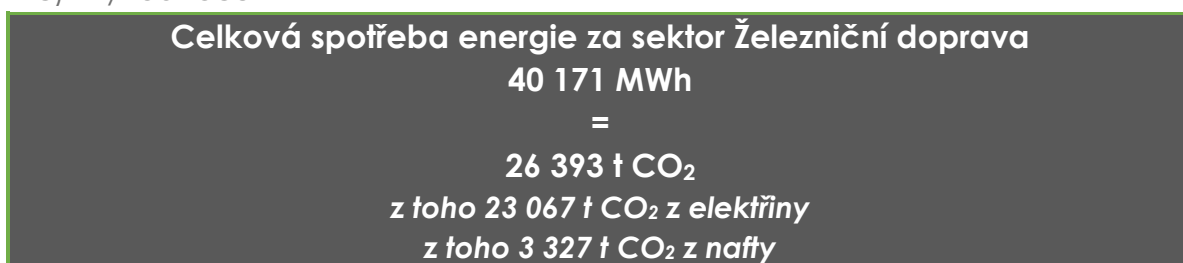 Celková spotřeba energie za sektor Železniční doprava
40 171 MWh
=
26 393 t CO₂
z toho 23 067 t CO₂ z elektřiny
z toho 3 327 t CO₂ z nafty